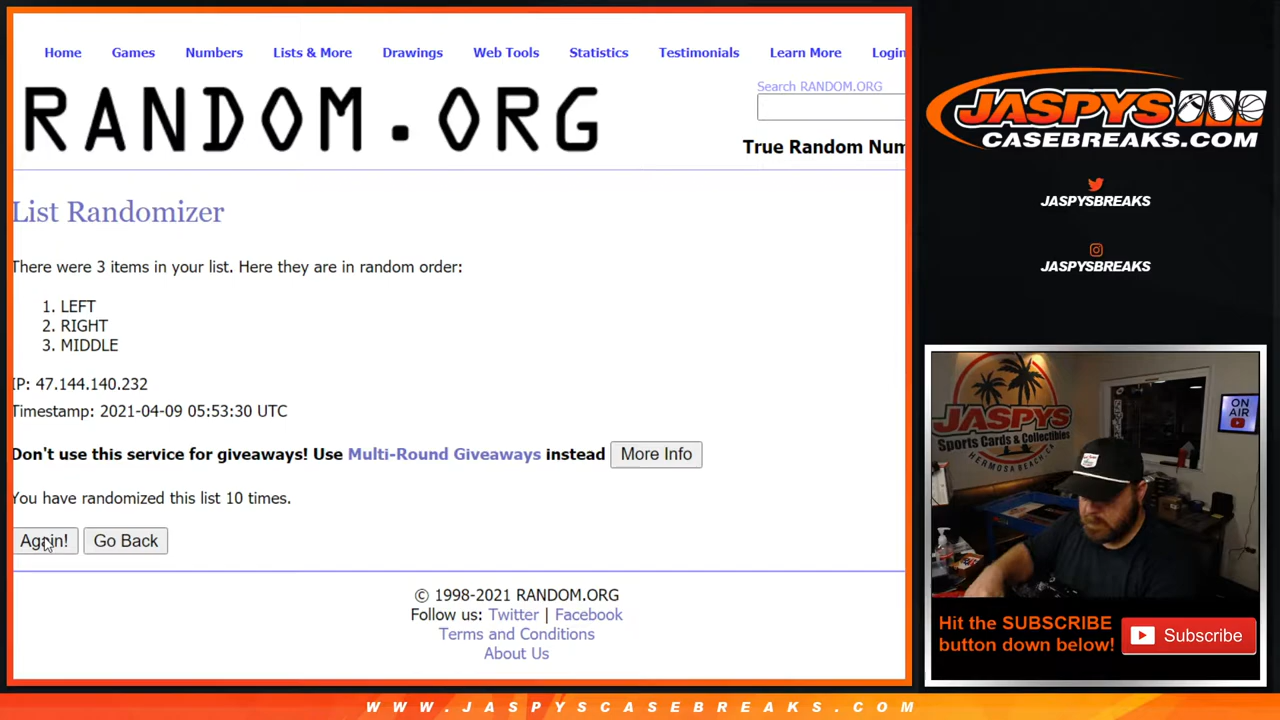 Home Games Numbers Lists & More Drawings Web Tools Statistics Testimonials Learn More Login
RANDOM.ORG
Search RANDOM.ORG
True Random Num
List Randomizer
There were 3 items in your list. Here they are in random order:
1. LEFT
2. RIGHT
3. MIDDLE
IP: 47.144.140.232
Timestamp: 2021-04-09 05:53:30 UTC
Don't use this service for giveaways! Use Multi-Round Giveaways instead More Info
You have randomized this list 10 times.
Again! Go Back
© 1998-2021 RANDOM.ORG
Follow us: Twitter | Facebook
Terms and Conditions
About Us
JASPYS
CASEBREAKS.COM
JASPYSBREAKS
JASPYSBREAKS
JASPYS
Sports Cards & Collectibles
HERMOSA BEACH, CA
ON
AIR
Hit the SUBSCRIBE
button down below!
Subscribe
WWW.JASPYSCASEBREAKS.COM